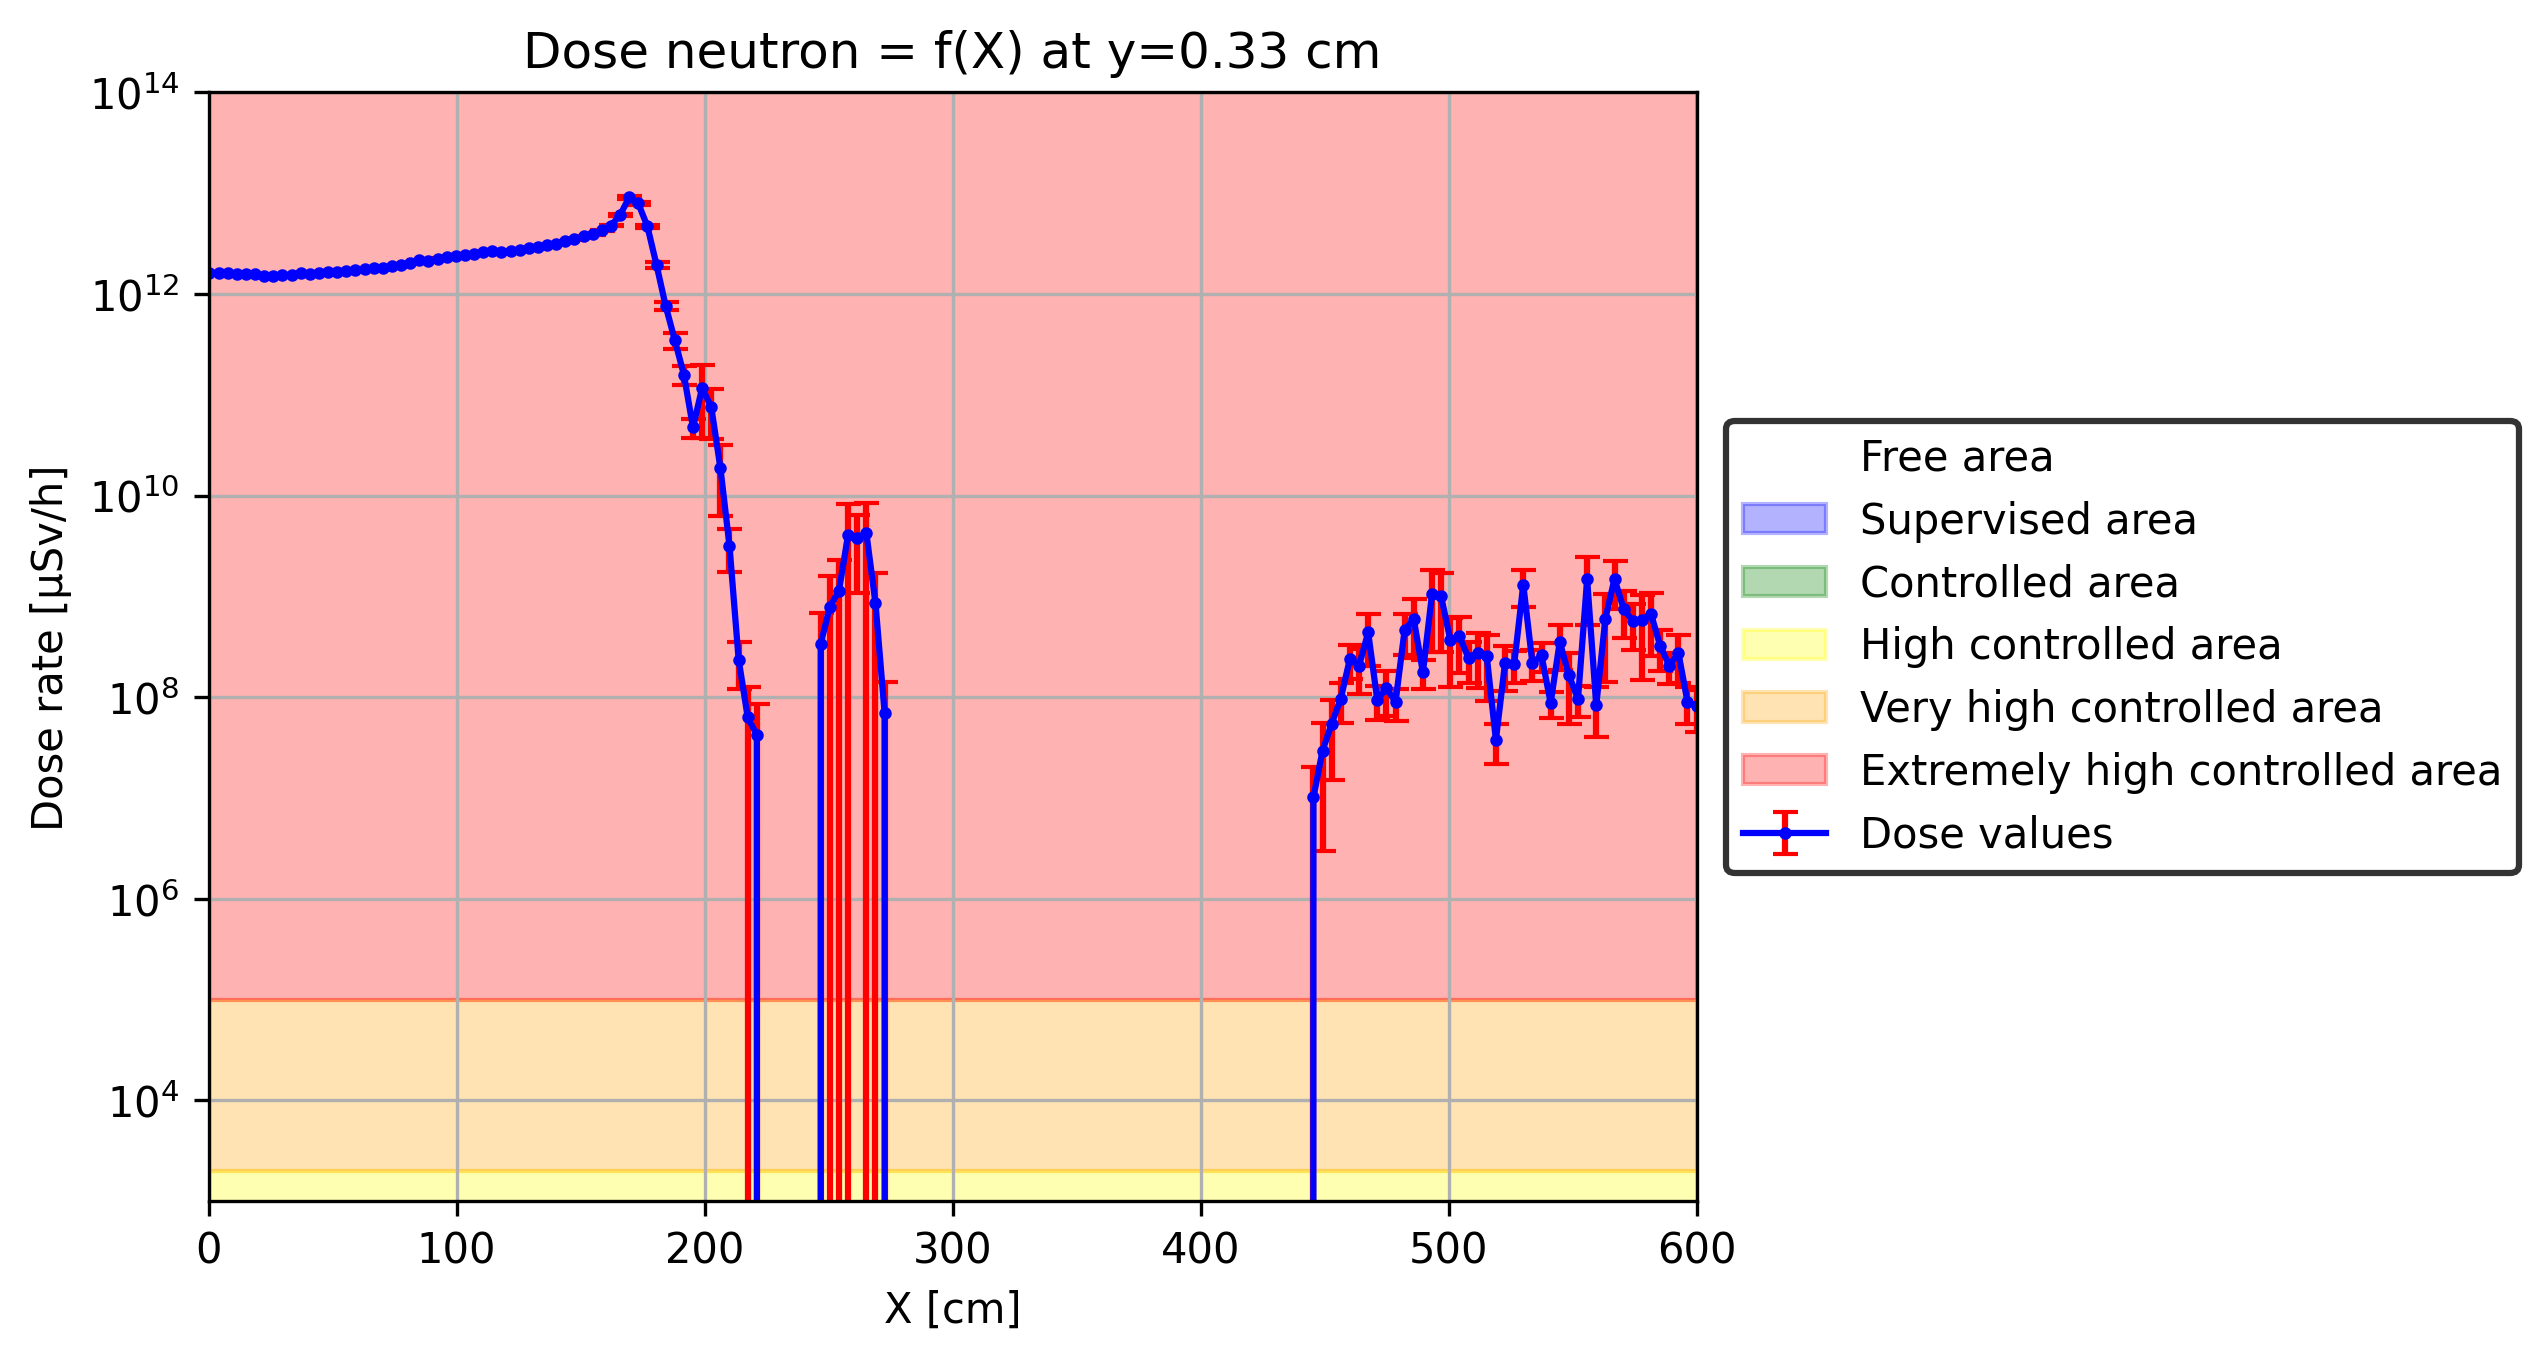 Dose neutron = f(X) at y=0.33 cm
10¹⁴
10¹²
10¹⁰
10⁸
10⁶
10⁴
Dose rate [μSv/h]
0 100 200 300 400 500 600
X [cm]
Free area
Supervised area
Controlled area
High controlled area
Very high controlled area
Extremely high controlled area
Dose values